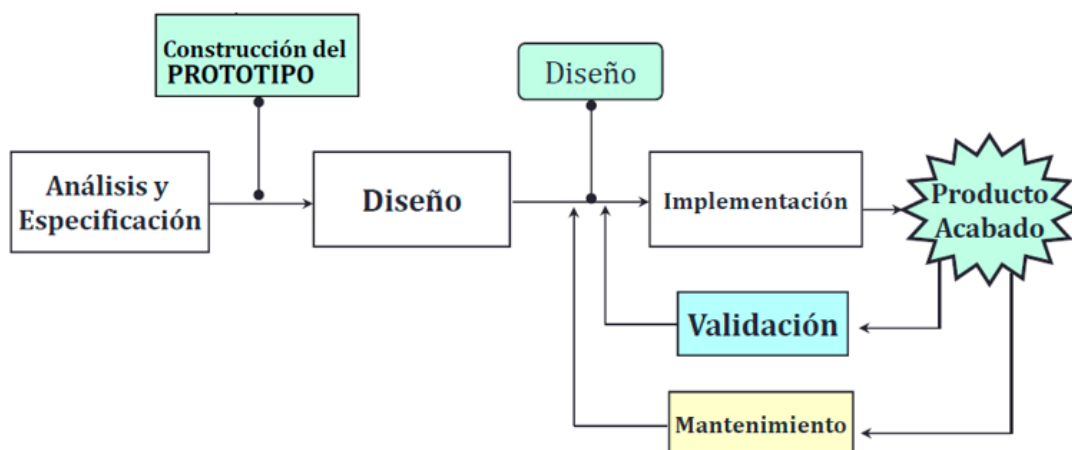 Construcción del
PROTOTIPO
Diseño
Análisis y
Especificación
Diseño
Implementación
Producto
Acabado
Validación
Mantenimiento